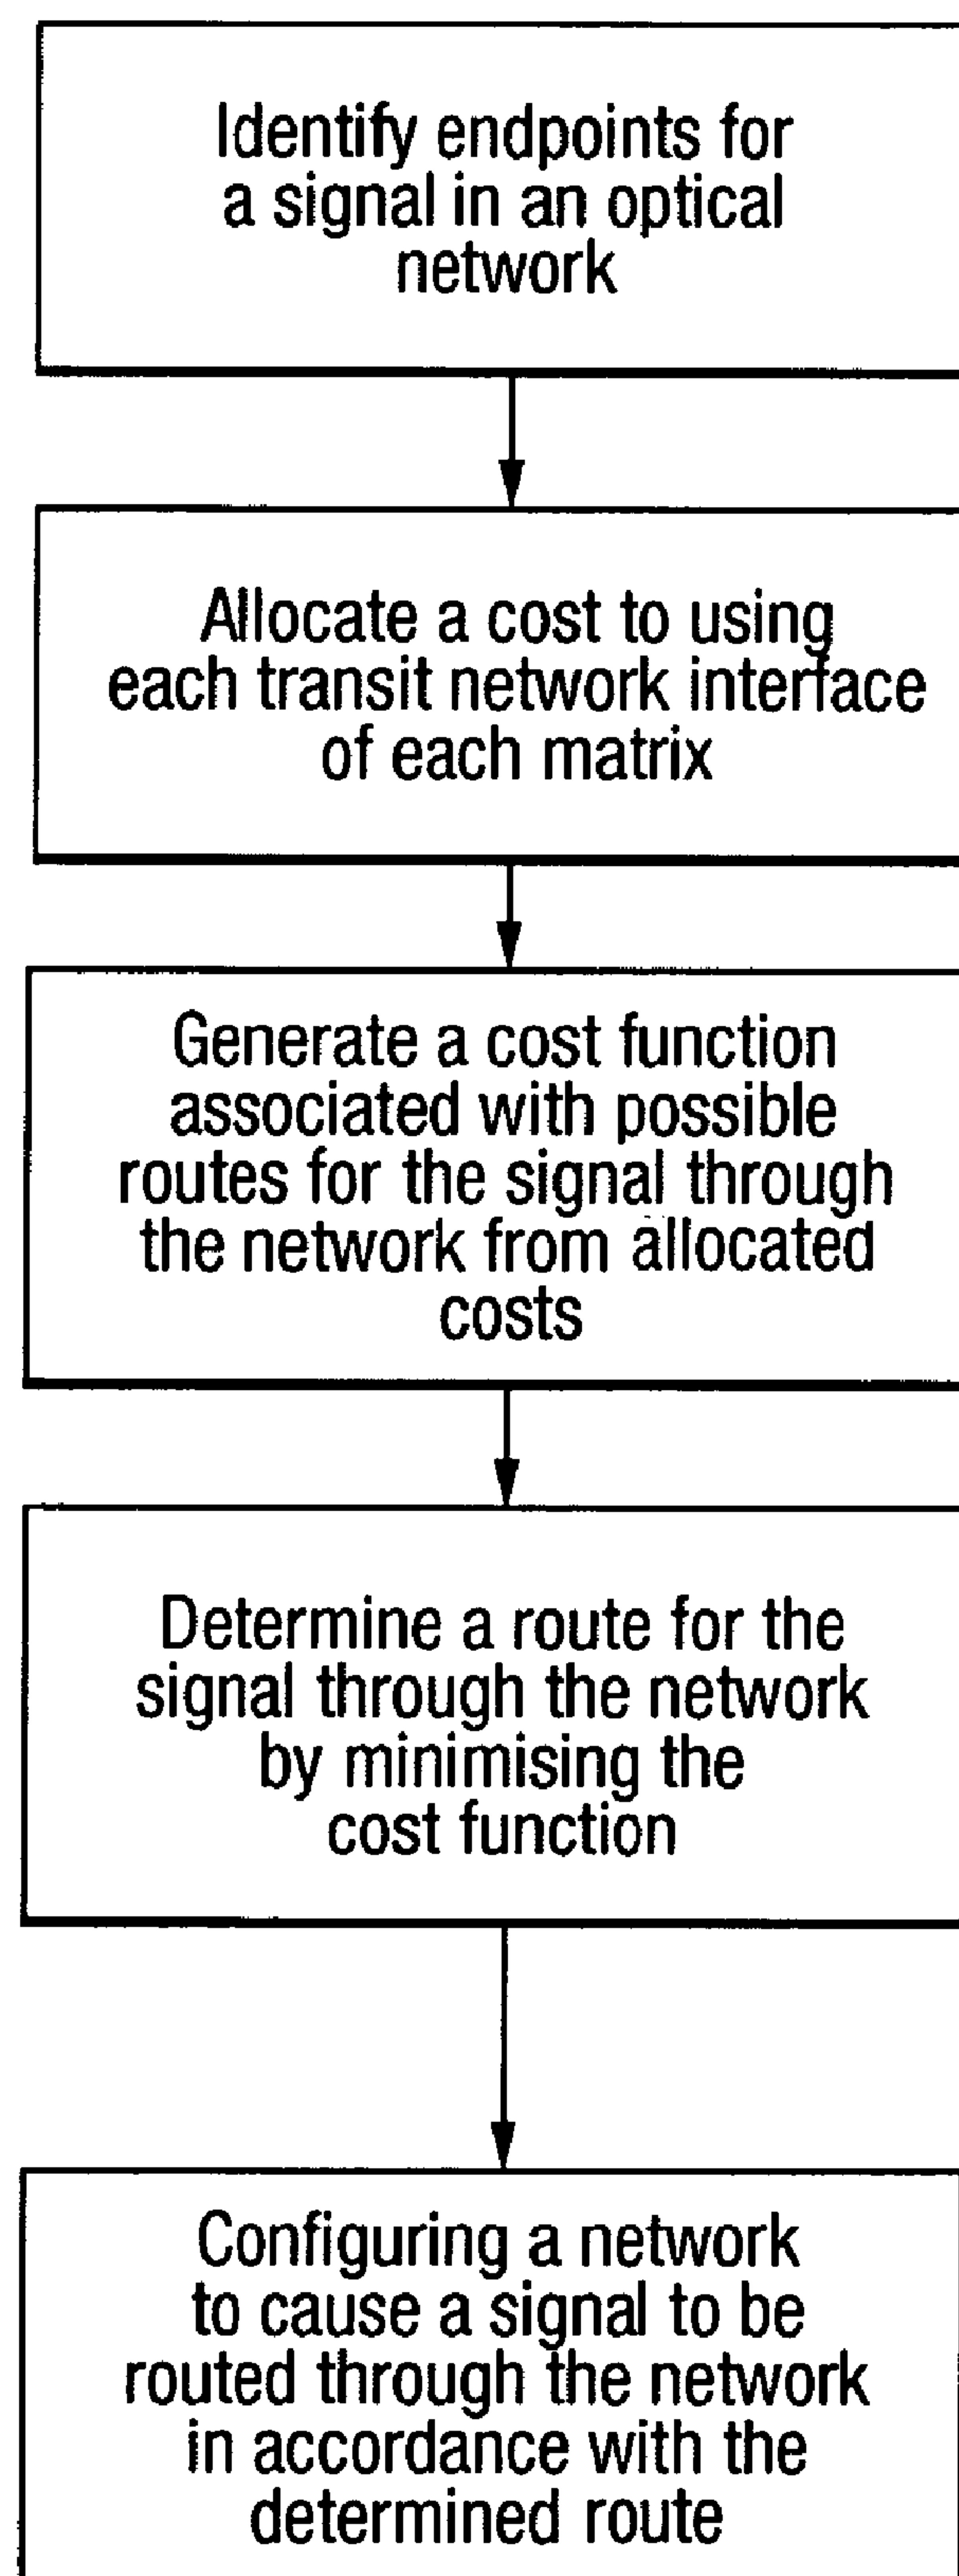 Identify endpoints for
a signal in an optical
network
Allocate a cost to using
each transit network interface
of each matrix
Generate a cost function
associated with possible
routes for the signal through
the network from allocated
costs
Determine a route for the
signal through the network
by minimising the
cost function
Configuring a network
to cause a signal to be
routed through the network
in accordance with the
determined route